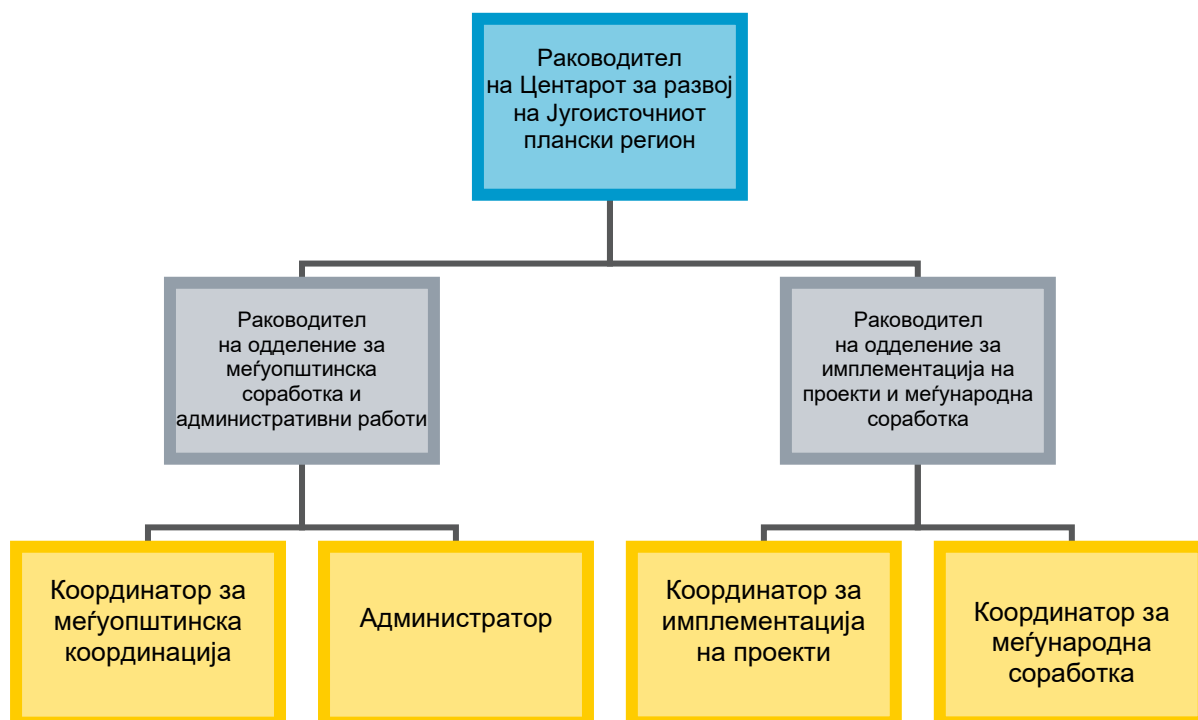 Раководител
на Центарот за развој
на Југоисточниот
плански регион
Раководител
на одделение за
меѓуопштинска
соработка и
административни работи
Раководител
на одделение за
имплементација на
проекти и меѓународна
соработка
Координатор за
меѓуопштинска
координација
Администратор
Координатор за
имплементација
на проекти
Координатор за
меѓународна
соработка